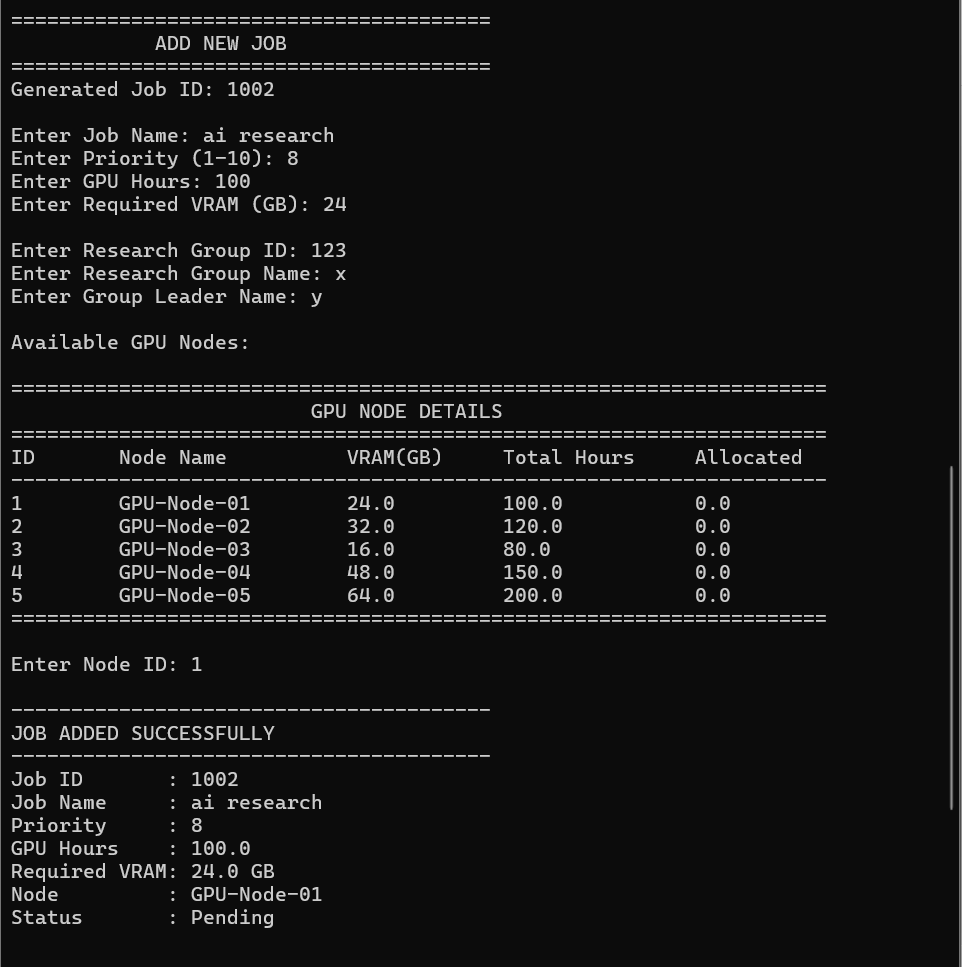 ========================================
            ADD NEW JOB
========================================
Generated Job ID: 1002

Enter Job Name: ai research
Enter Priority (1-10): 8
Enter GPU Hours: 100
Enter Required VRAM (GB): 24

Enter Research Group ID: 123
Enter Research Group Name: x
Enter Group Leader Name: y

Available GPU Nodes:

====================================================================
                         GPU NODE DETAILS
====================================================================
ID       Node Name          VRAM(GB)     Total Hours     Allocated
--------------------------------------------------------------------
1        GPU-Node-01        24.0         100.0           0.0
2        GPU-Node-02        32.0         120.0           0.0
3        GPU-Node-03        16.0         80.0            0.0
4        GPU-Node-04        48.0         150.0           0.0
5        GPU-Node-05        64.0         200.0           0.0
====================================================================

Enter Node ID: 1

----------------------------------------
JOB ADDED SUCCESSFULLY
----------------------------------------
Job ID       : 1002
Job Name     : ai research
Priority     : 8
GPU Hours    : 100.0
Required VRAM: 24.0 GB
Node         : GPU-Node-01
Status       : Pending